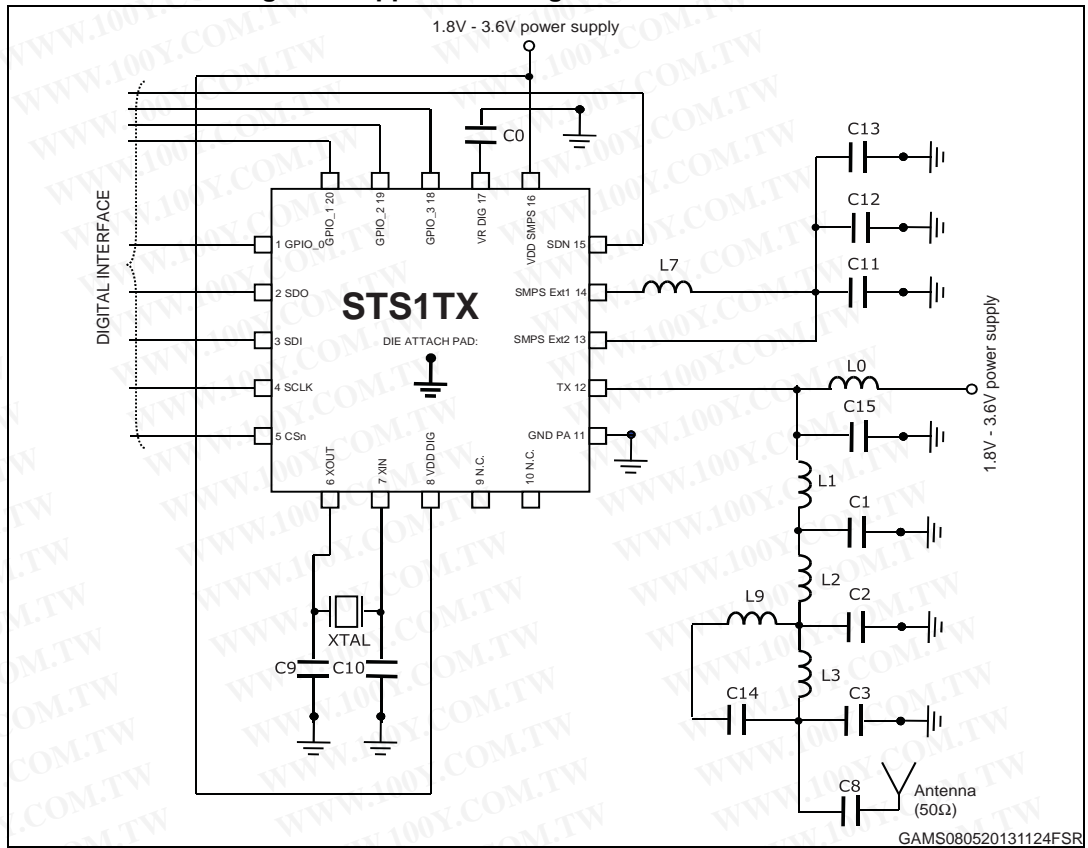 1.8V - 3.6V power supply
C0
C13
C12
C11
DIGITAL INTERFACE
GPIO_1 20
GPIO_2 19
GPIO_3 18
VR DIG 17
VDD SMPS 16
1 GPIO_0
SDN 15
L7
2 SDO
SMPS Ext1 14
STS1TX
3 SDI
DIE ATTACH PAD:
SMPS Ext2 13
4 SCLK
TX 12
L0
1.8V - 3.6V power supply
C15
5 CSn
GND PA 11
6 XOUT
7 XIN
8 VDD DIG
9 N.C.
10 N.C.
L1
C1
L2
C2
L9
XTAL
C9
C10
L3
C14
C3
C8
Antenna
(50Ω)
GAMS080520131124FSR
WWW.100Y.COM.TW